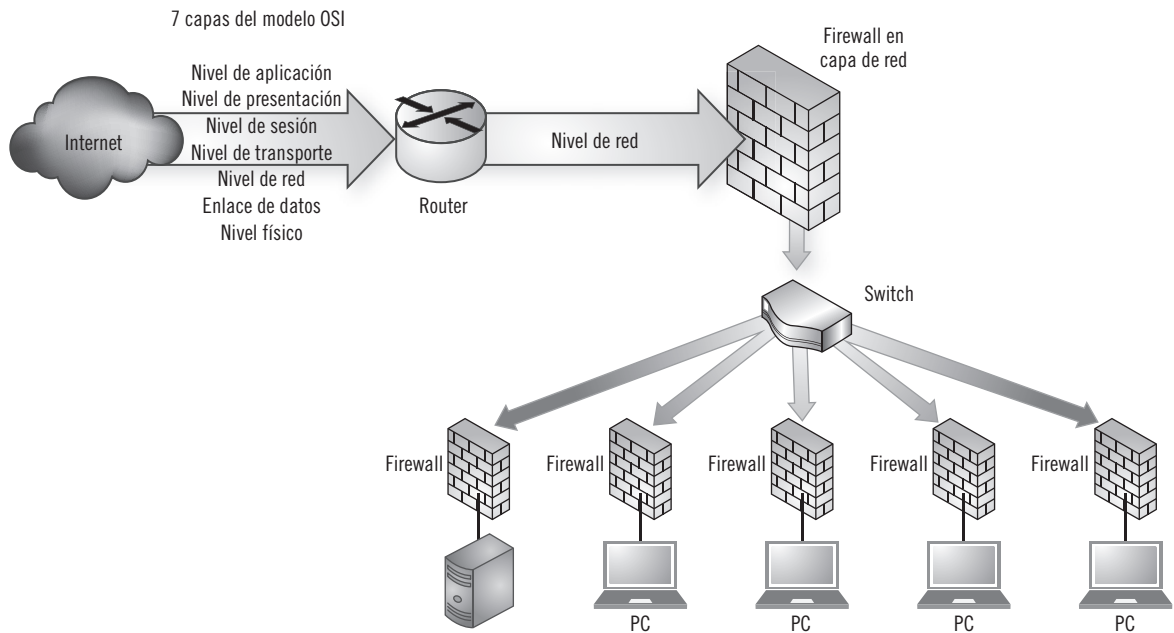 7 capas del modelo OSI
Firewall en
capa de red
Nivel de aplicación
Nivel de presentación
Internet
Nivel de sesión
Nivel de transporte
Nivel de red
Enlace de datos
Nivel físico
Nivel de red
Router
Switch
Firewall
Firewall
Firewall
Firewall
Firewall
PC
PC
PC
PC